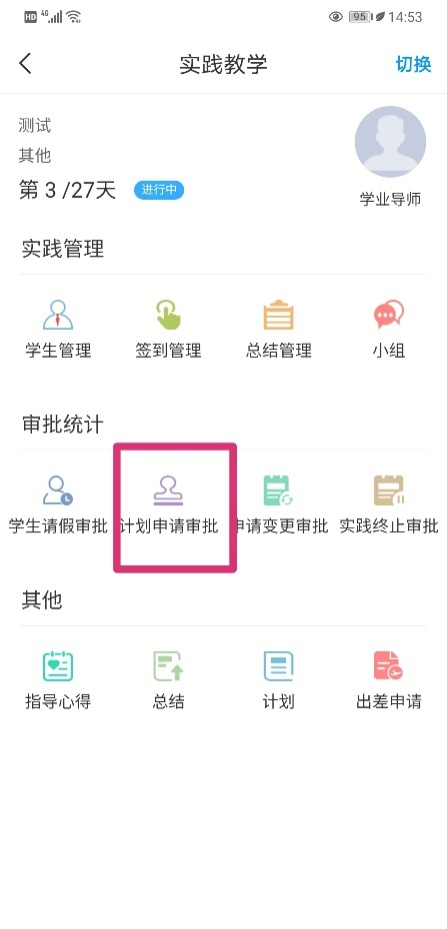 HD 4G 95 14:53
实践教学 切换
测试
其他
第 3 /27天 进行中
学业导师
实践管理
学生管理 签到管理 总结管理 小组
审批统计
学生请假审批 计划申请审批 申请变更审批 实践终止审批
其他
指导心得 总结 计划 出差申请